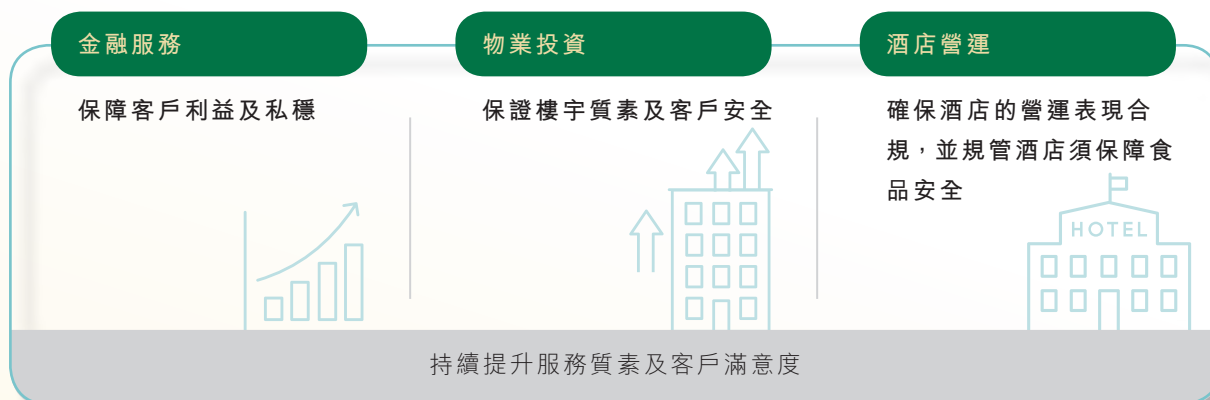 金融服務
保障客戶利益及私穩
物業投資
保證樓宇質素及客戶安全
酒店營運
確保酒店的營運表現合
規，並規管酒店須保障食
品安全
HOTEL
持續提升服務質素及客戶滿意度